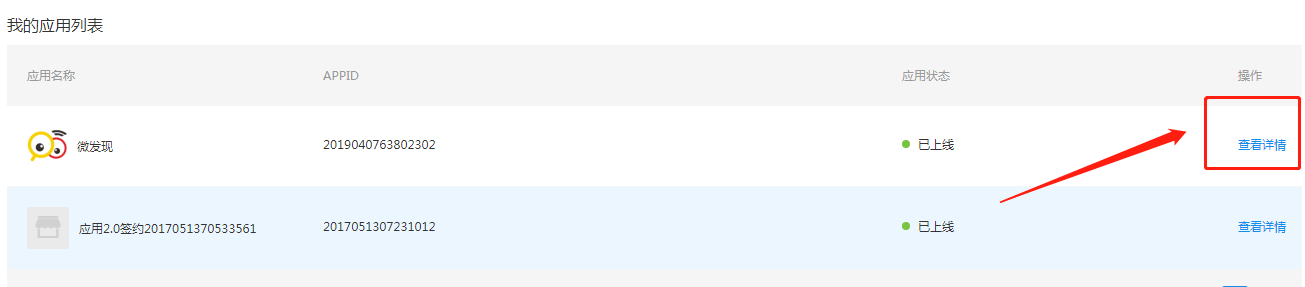 我的应用列表
应用名称 APPID 应用状态 操作
微发现 2019040763802302 已上线 查看详情
应用2.0签约2017051370533561 2017051307231012 已上线 查看详情